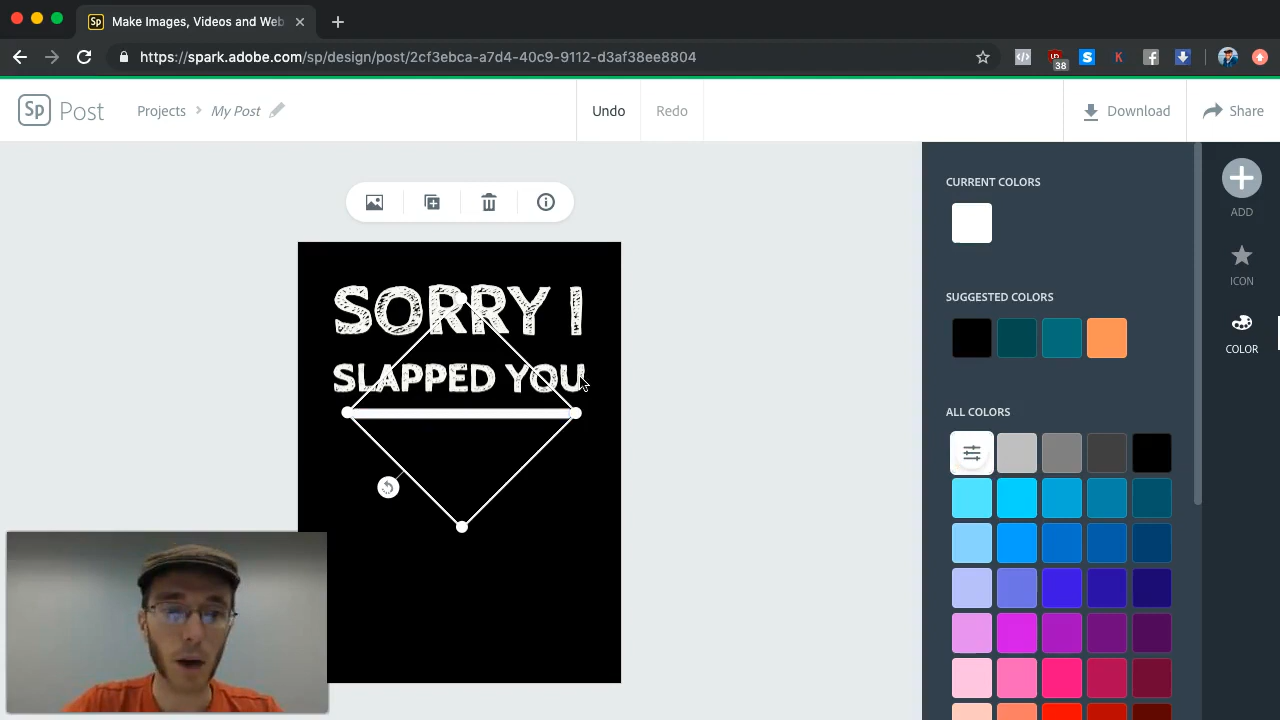 Sp Make Images, Videos and Web
https://spark.adobe.com/sp/design/post/2cf3ebca-a7d4-40c9-9112-d3af38ee8804
38
S
K
Sp Post
Projects > My Post
Undo
Redo
Download
Share
CURRENT COLORS
ADD
ICON
SUGGESTED COLORS
COLOR
ALL COLORS
SORRY I
SLAPPED YOU